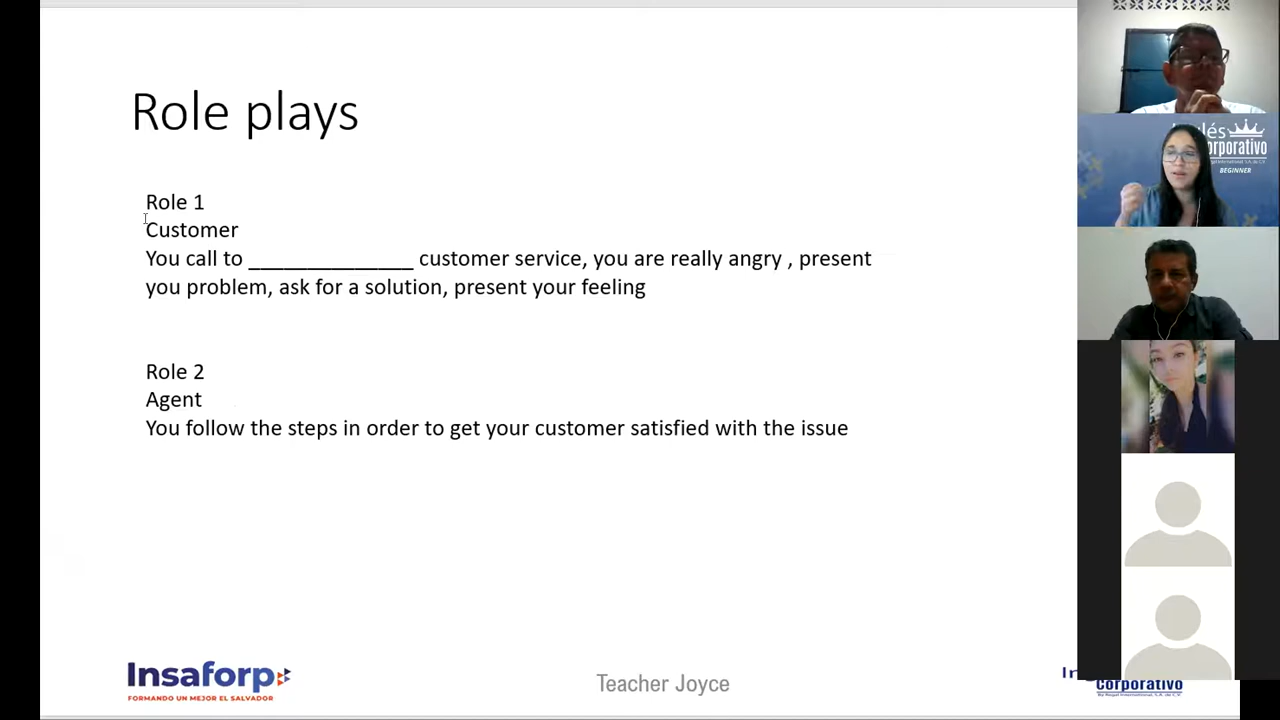 Role plays
Role 1
Customer
You call to _______________ customer service, you are really angry , present
you problem, ask for a solution, present your feeling
Role 2
Agent
You follow the steps in order to get your customer satisfied with the issue
Insaforp
FORMANDO UN MEJOR EL SALVADOR
Teacher Joyce
corporativo
orporativo
BEGINNER